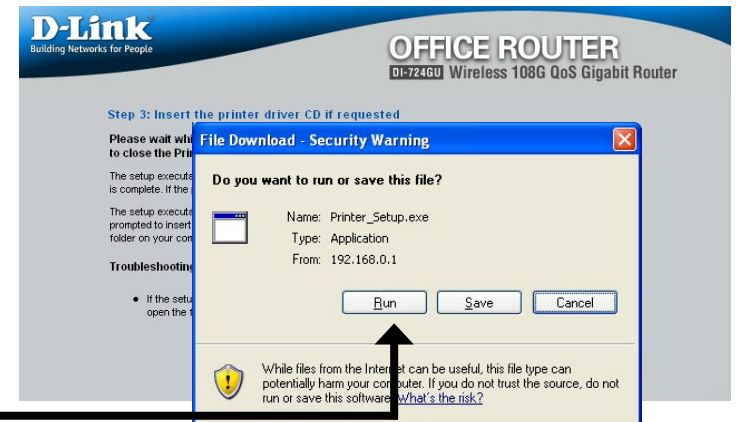 D-Link
Building Networks for People
OFFICE ROUTER
DI-724GU Wireless 108G QoS Gigabit Router
Step 3: Insert the printer driver CD if requested
Please wait whi
to close the Pri
The setup execute
is complete. If the
The setup execute
prompted to insert
folder on your com
Troubleshooting
If the setu
open the t
File Download - Security Warning
Do you want to run or save this file?
Name: Printer_Setup.exe
Type: Application
From: 192.168.0.1
Run Save Cancel
While files from the Internet can be useful, this file type can
potentially harm your computer. If you do not trust the source, do not
run or save this software. What's the risk?